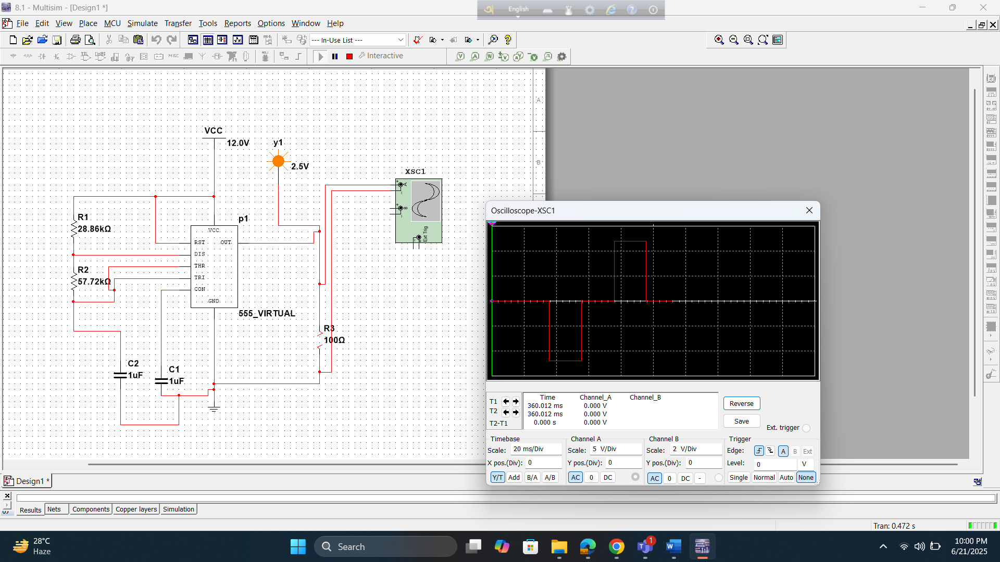 8.1 - Multisim - [Design1 *]
English
File Edit View Place MCU Simulate Transfer Tools Reports Options Window Help
--- In-Use List ---
MISC
Interactive
A
VCC
12.0V
y1
2.5V
B
XSC1
A
B
Ext Trig
R1
28.86kΩ
p1
VCC
RST OUT
DIS
THR
TRI
CON
GND
R2
57.72kΩ
555_VIRTUAL
R3
100Ω
C2
1uF
C1
1uF
Oscilloscope-XSC1
Time Channel_A Channel_B
T1 360.012 ms 0.000 V
T2 360.012 ms 0.000 V
T2-T1 0.000 s 0.000 V
Reverse
Save
Ext. trigger
Timebase Channel A Channel B Trigger
Scale: 20 ms/Div Scale: 5 V/Div Scale: 2 V/Div Edge: A B Ext
X pos.(Div): 0 Y pos.(Div): 0 Y pos.(Div): 0 Level: 0 V
Y/T Add B/A A/B AC 0 DC AC 0 DC - Single Normal Auto None
Design1 *
Results Nets Components Copper layers Simulation
Tran: 0.472 s
28°C
Haze
Search
1
10:00 PM
6/21/2025